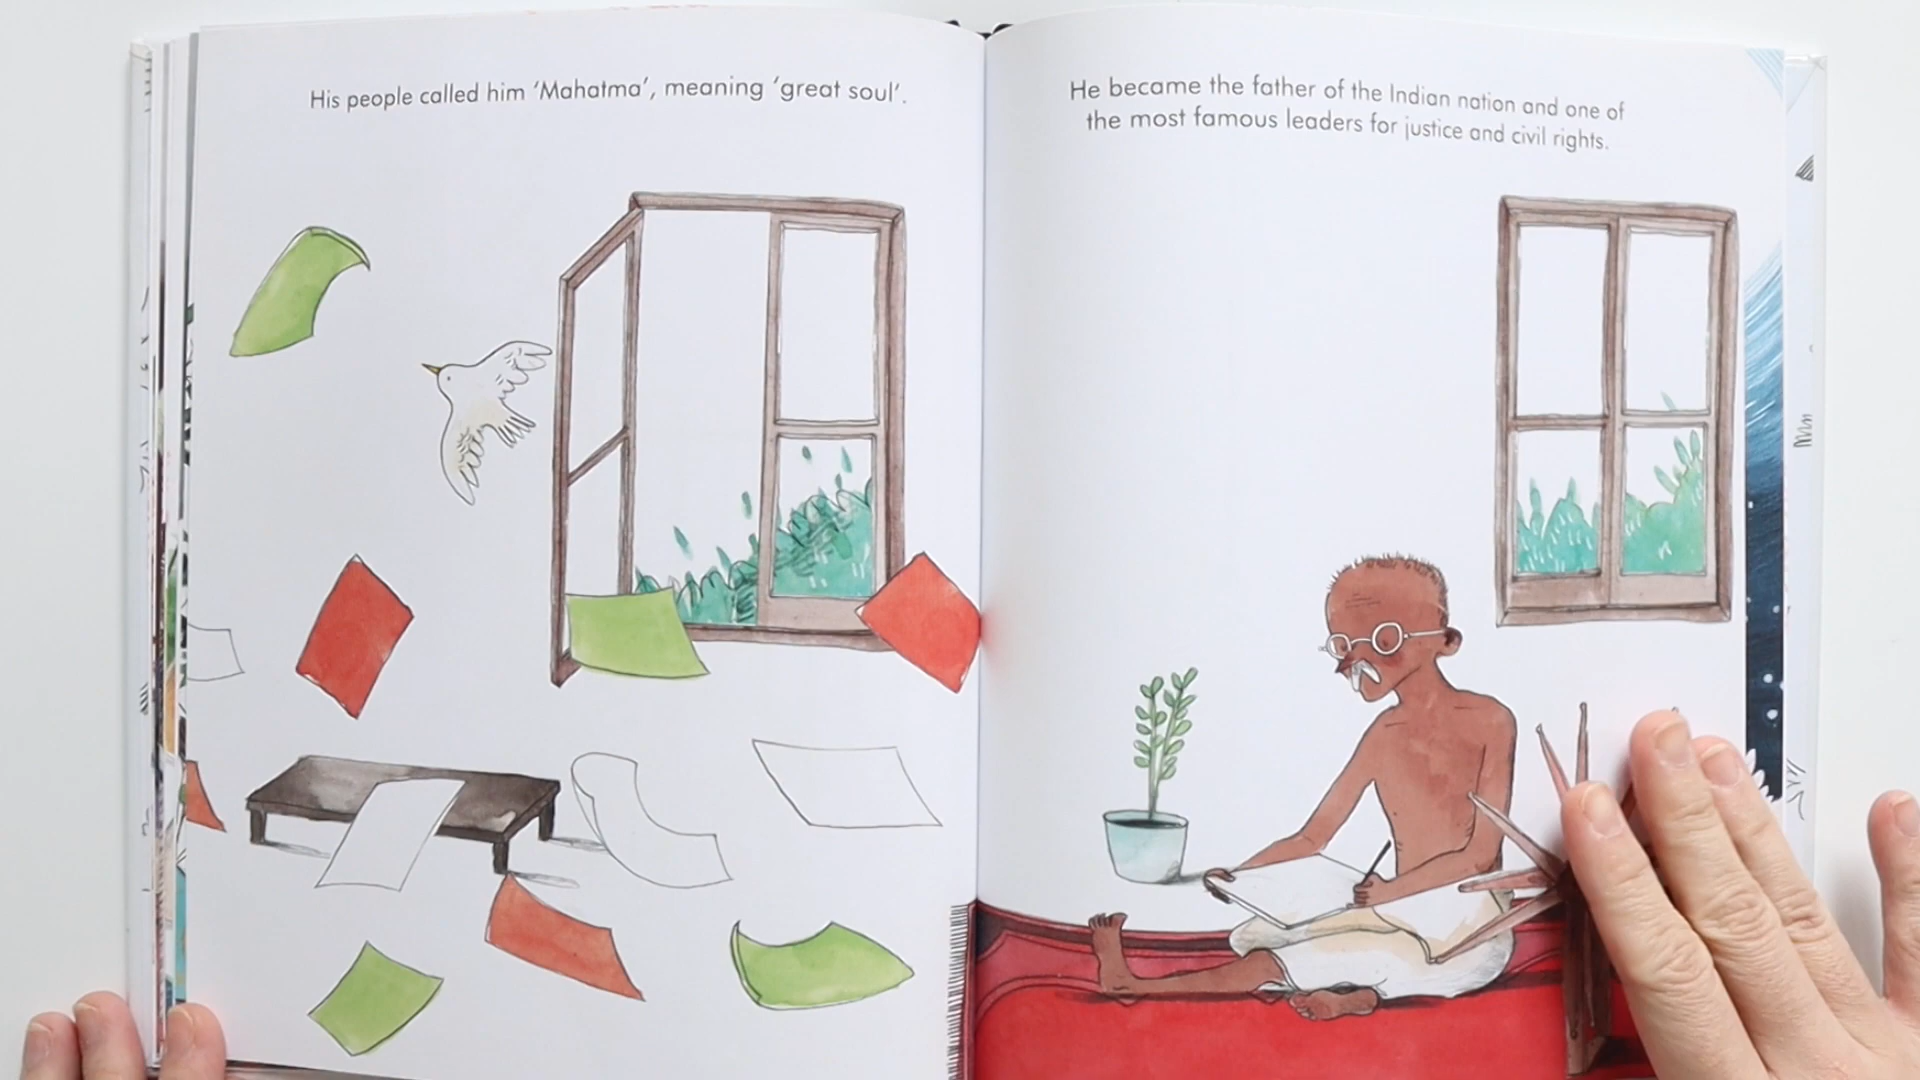 His people called him ‘Mahatma’, meaning ‘great soul’.
He became the father of the Indian nation and one of
the most famous leaders for justice and civil rights.